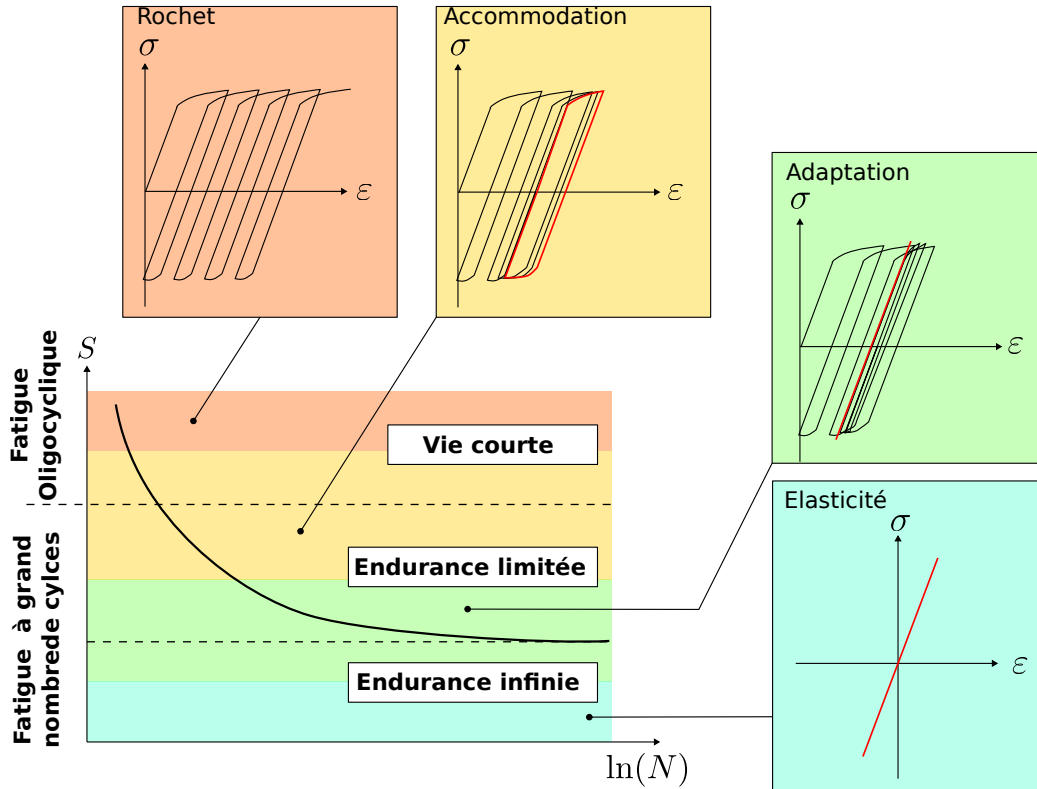 Rochet
σ
ε
Accommodation
σ
ε
Adaptation
σ
ε
Elasticité
σ
ε
S
Fatigue
Oligocyclique
Fatigue à grand
nombrede cylces
Vie courte
Endurance limitée
Endurance infinie
ln(N)